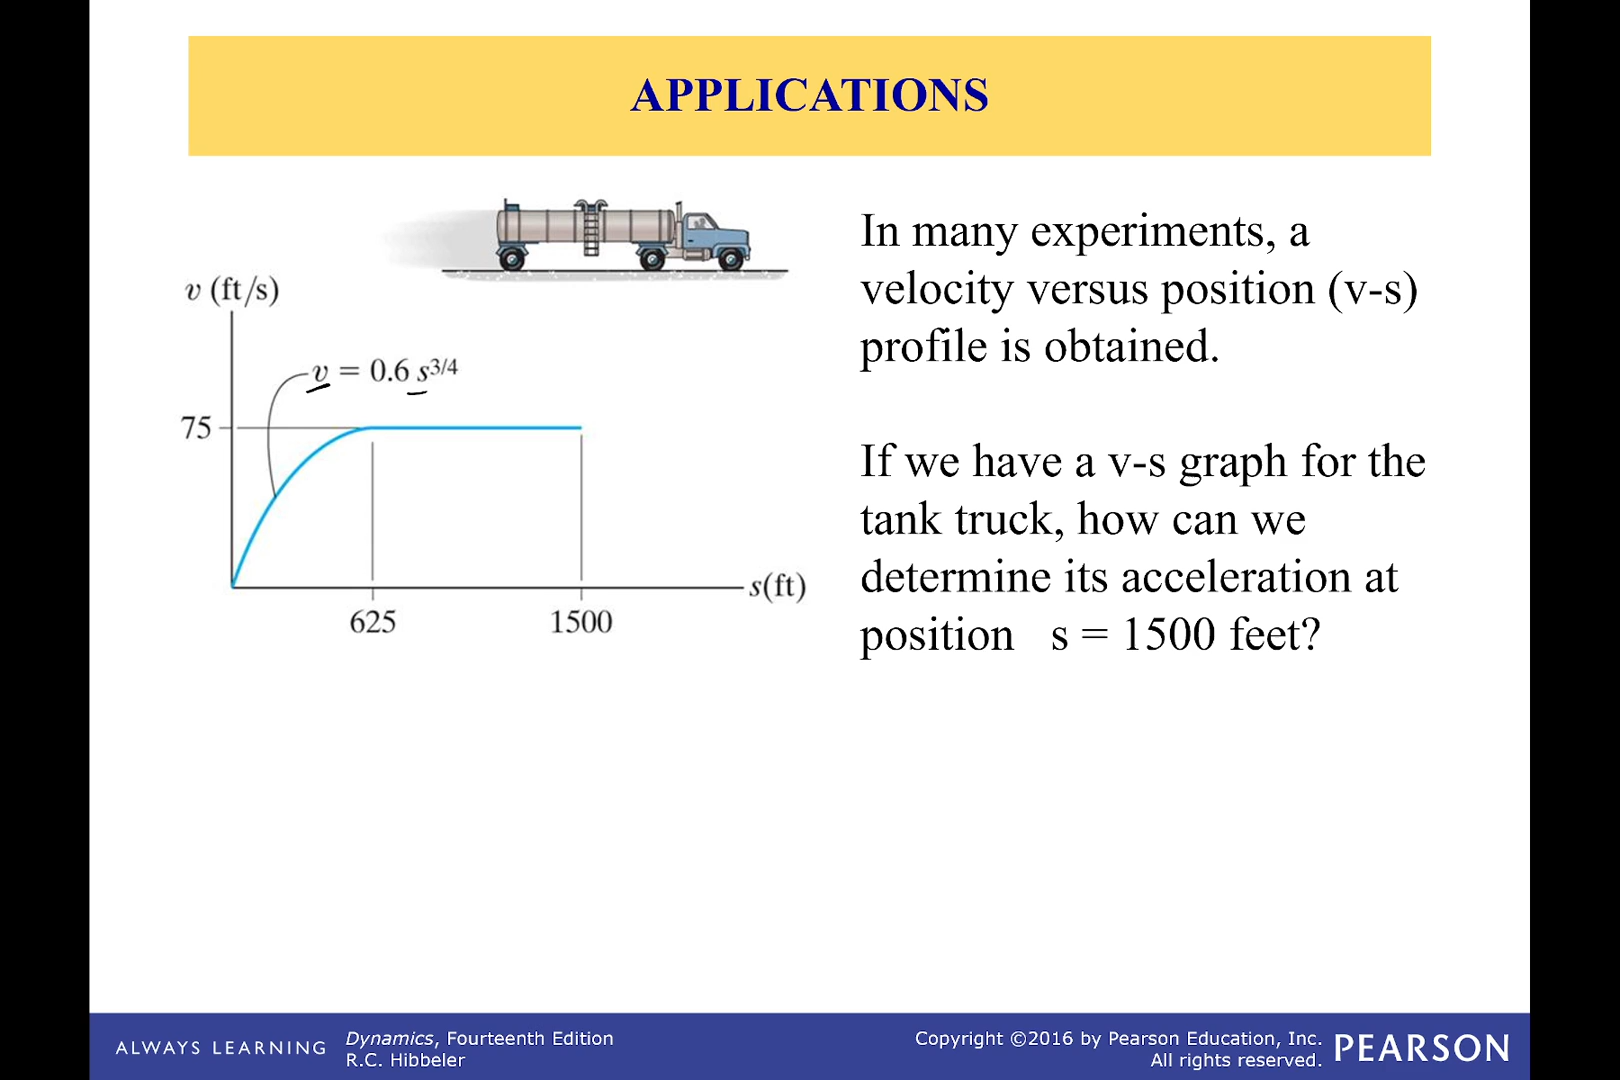 APPLICATIONS
v (ft/s)
v = 0.6 s^3/4
75
625
1500
s(ft)
In many experiments, a
velocity versus position (v-s)
profile is obtained.
If we have a v-s graph for the
tank truck, how can we
determine its acceleration at
position s = 1500 feet?
ALWAYS LEARNING
Dynamics, Fourteenth Edition
R.C. Hibbeler
Copyright ©2016 by Pearson Education, Inc.
All rights reserved.
PEARSON